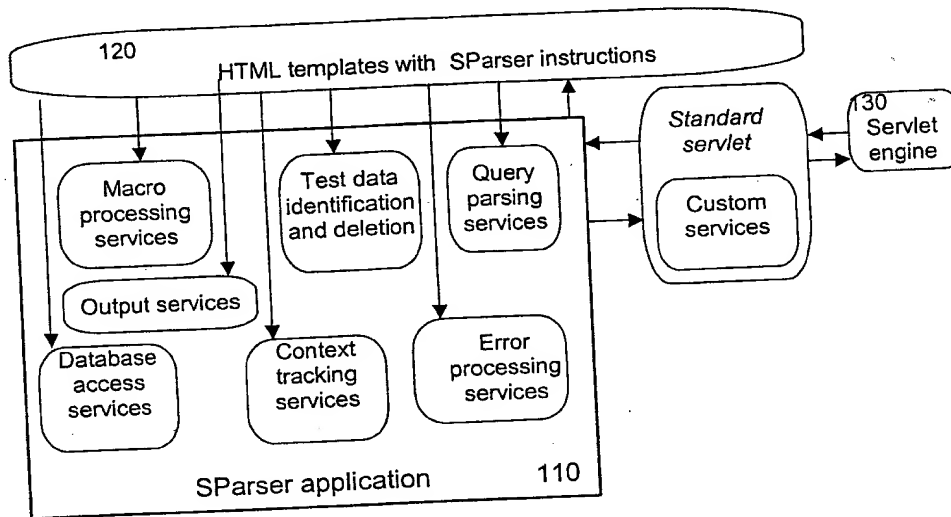 120
HTML templates with SParser instructions
130
Servlet
engine
Standard
servlet
Custom
services
Macro
processing
services
Test data
identification
and deletion
Query
parsing
services
Output services
Database
access
services
Context
tracking
services
Error
processing
services
SParser application
110